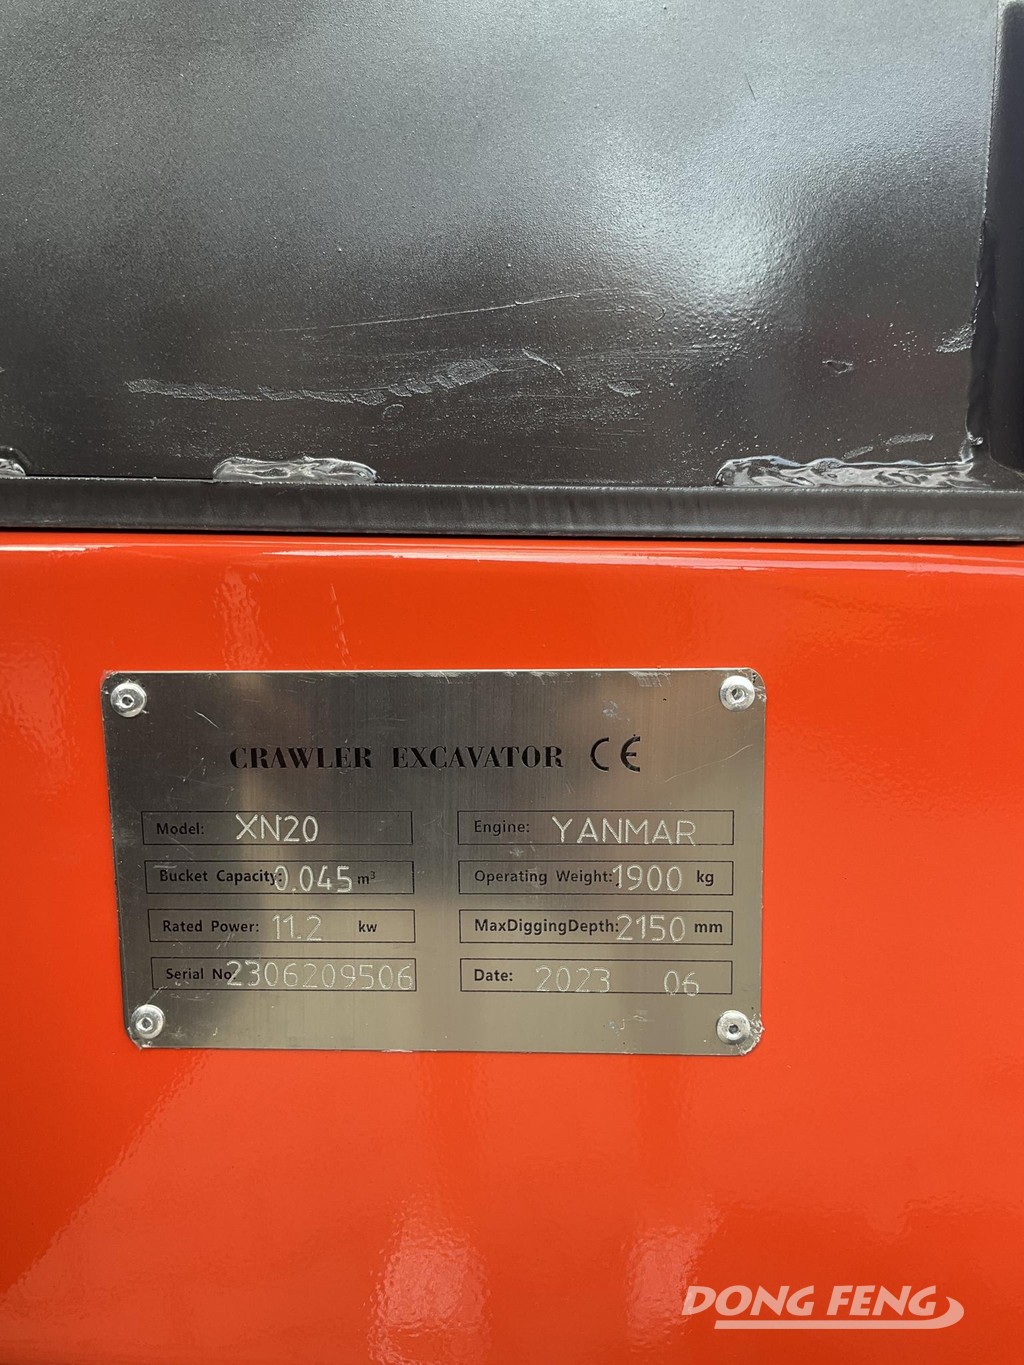 CRAWLER EXCAVATOR CE
Model: XN20 Engine: YANMAR
Bucket Capacity: 0.045 m³ Operating Weight: 1900 kg
Rated Power: 11.2 kw MaxDiggingDepth: 2150 mm
Serial No: 2306209506 Date: 2023 06
DONG FENG